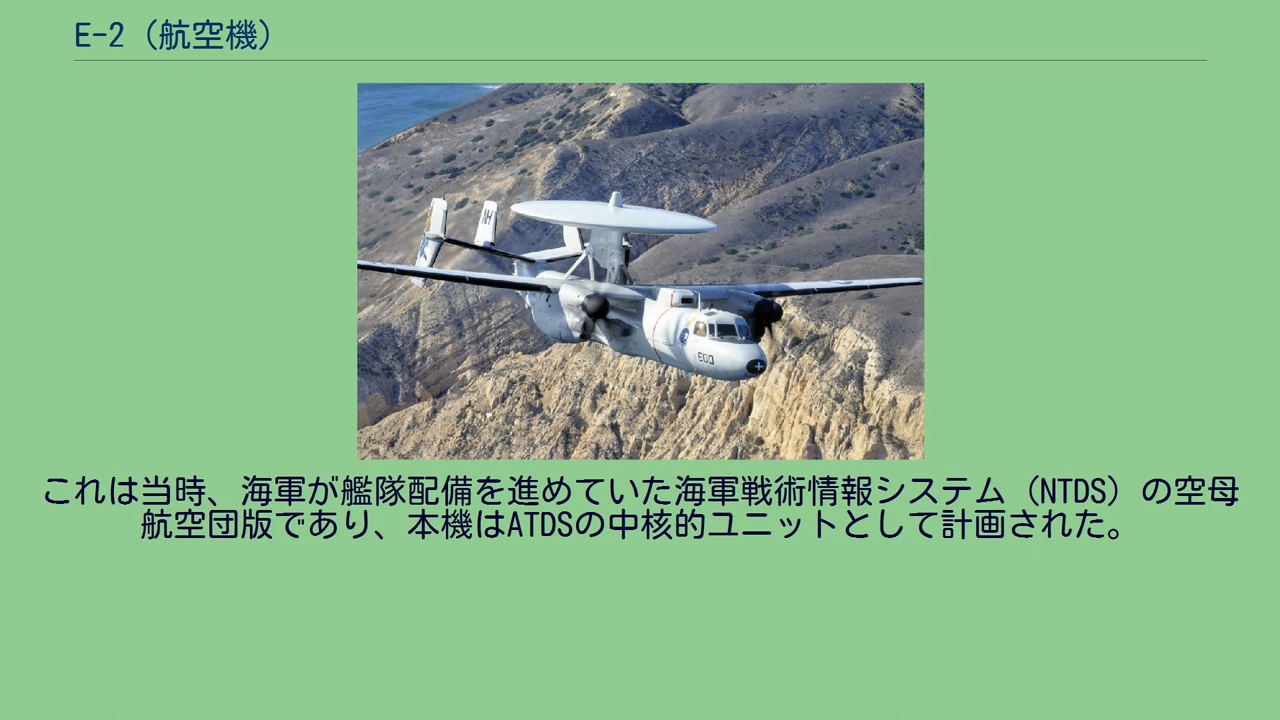 E-2（航空機）
NH
600
これは当時、海軍が艦隊配備を進めていた海軍戦術情報システム（NTDS）の空母
航空団版であり、本機はATDSの中核的ユニットとして計画された。